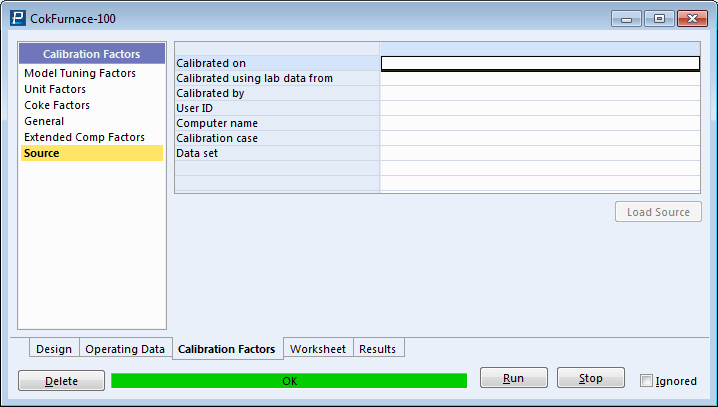 CokFurnace-100
Calibration Factors
Model Tuning Factors
Unit Factors
Coke Factors
General
Extended Comp Factors
Source
Calibrated on
Calibrated using lab data from
Calibrated by
User ID
Computer name
Calibration case
Data set
Load Source
Design Operating Data Calibration Factors Worksheet Results
Delete OK Run Stop Ignored